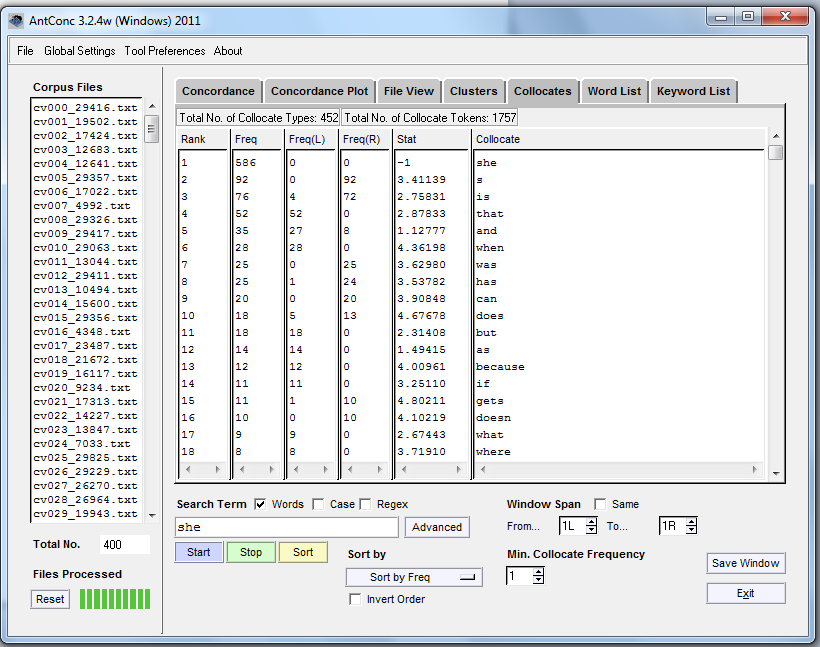 AntConc 3.2.4w (Windows) 2011
File Global Settings Tool Preferences About
Corpus Files
cv000_29416.txt
cv001_19502.txt
cv002_17424.txt
cv003_12683.txt
cv004_12641.txt
cv005_29357.txt
cv006_17022.txt
cv007_4992.txt
cv008_29326.txt
cv009_29417.txt
cv010_29063.txt
cv011_13044.txt
cv012_29411.txt
cv013_10494.txt
cv014_15600.txt
cv015_29356.txt
cv016_4348.txt
cv017_23487.txt
cv018_21672.txt
cv019_16117.txt
cv020_9234.txt
cv021_17313.txt
cv022_14227.txt
cv023_13847.txt
cv024_7033.txt
cv025_29825.txt
cv026_29229.txt
cv027_26270.txt
cv028_26964.txt
cv029_19943.txt
Total No. 400
Files Processed
Reset
Concordance Concordance Plot File View Clusters Collocates Word List Keyword List
Total No. of Collocate Types: 452 Total No. of Collocate Tokens: 1757
Rank Freq Freq(L) Freq(R) Stat Collocate
1 586 0 0 -1 she
2 92 0 92 3.41139 s
3 76 4 72 2.75831 is
4 52 52 0 2.87833 that
5 35 27 8 1.12777 and
6 28 28 0 4.36198 when
7 25 0 25 3.62980 was
8 25 1 24 3.53782 has
9 20 0 20 3.90848 can
10 18 5 13 4.67678 does
11 18 18 0 2.31408 but
12 14 14 0 1.49415 as
13 12 12 0 4.00961 because
14 11 11 0 3.25110 if
15 11 1 10 4.80211 gets
16 10 0 10 4.10219 doesn
17 9 9 0 2.67443 what
18 8 8 0 3.71910 where
Search Term Words Case Regex
she Advanced
Start Stop Sort
Sort by
Sort by Freq
Invert Order
Window Span Same
From... 1L To... 1R
Min. Collocate Frequency
1
Save Window
Exit